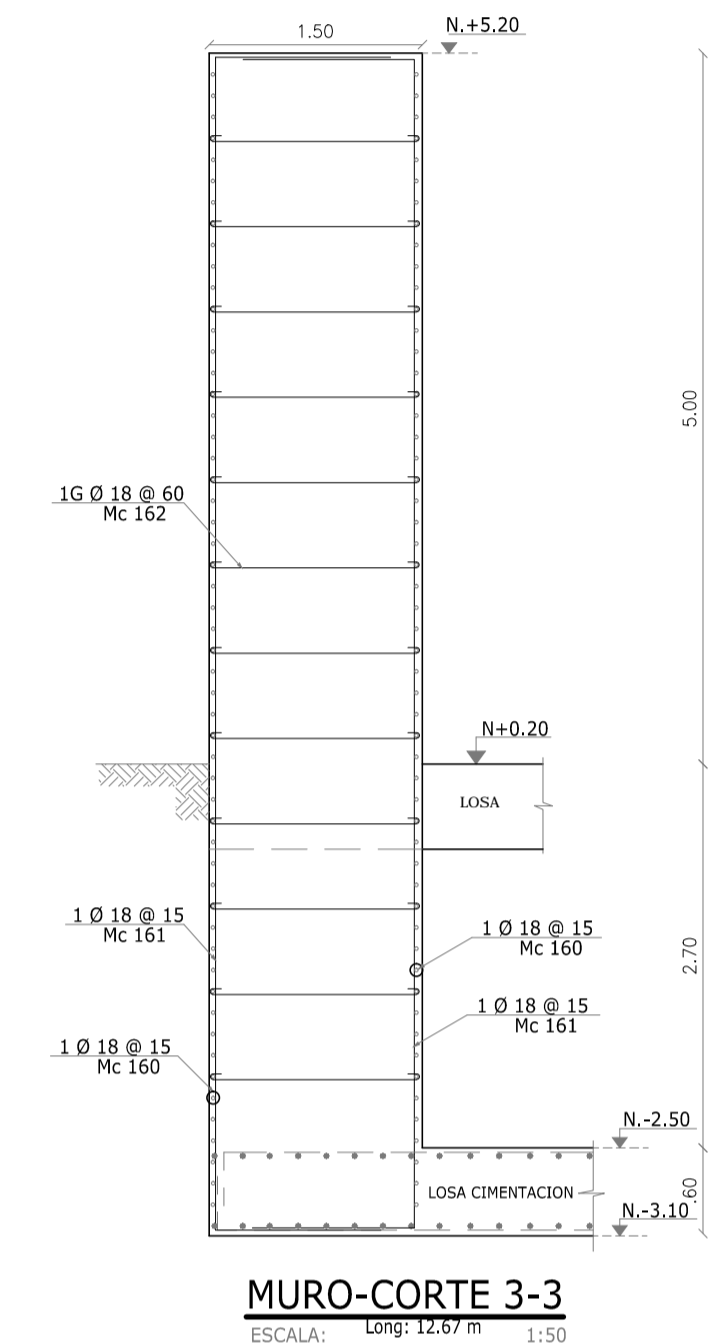 1.50
N.+5.20
5.00
1G Ø 18 @ 60
Mc 162
N+0.20
LOSA
1 Ø 18 @ 15
Mc 161
1 Ø 18 @ 15
Mc 160
2.70
1 Ø 18 @ 15
Mc 161
1 Ø 18 @ 15
Mc 160
N.-2.50
LOSA CIMENTACION
.60
N.-3.10
MURO-CORTE 3-3
Long: 12.67 m
ESCALA: 1:50